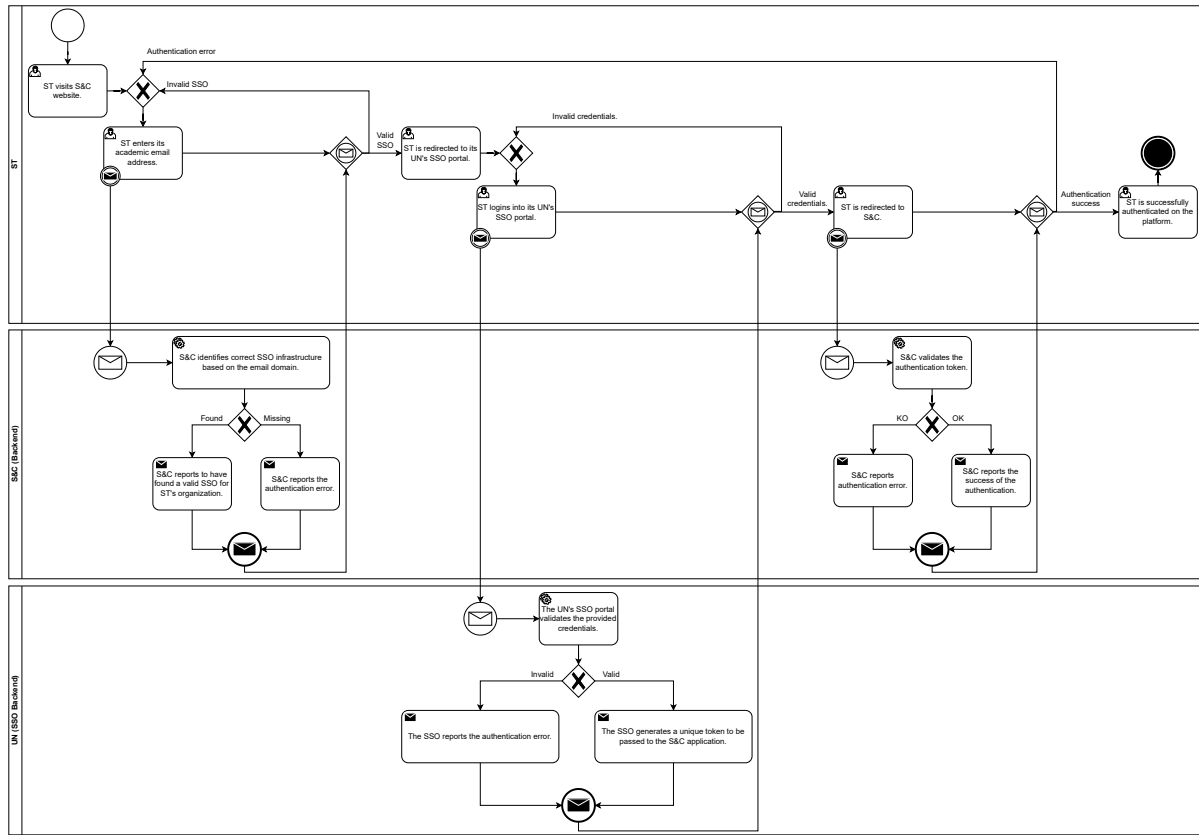 ST
Authentication error
ST visits S&C
website.
Invalid SSO
ST enters its
academic email
address.
Valid
SSO
ST is redirected to its
UN's SSO portal.
Invalid credentials.
ST logins into its UN's
SSO portal.
Valid
credentials.
ST is redirected to
S&C.
Authentication
success
ST is successfully
authenticated on the
platform.
S&C (Backend)
S&C identifies correct SSO infrastructure
based on the email domain.
Found
Missing
S&C reports to have
found a valid SSO for
ST's organization.
S&C reports the
authentication error.
S&C validates the
authentication token.
KO
OK
S&C reports
authentication error.
S&C reports the
success of the
authentication.
UN (SSO Backend)
The UN's SSO portal
validates the provided
credentials.
Invalid
Valid
The SSO reports the authentication error.
The SSO generates a unique token to be
passed to the S&C application.